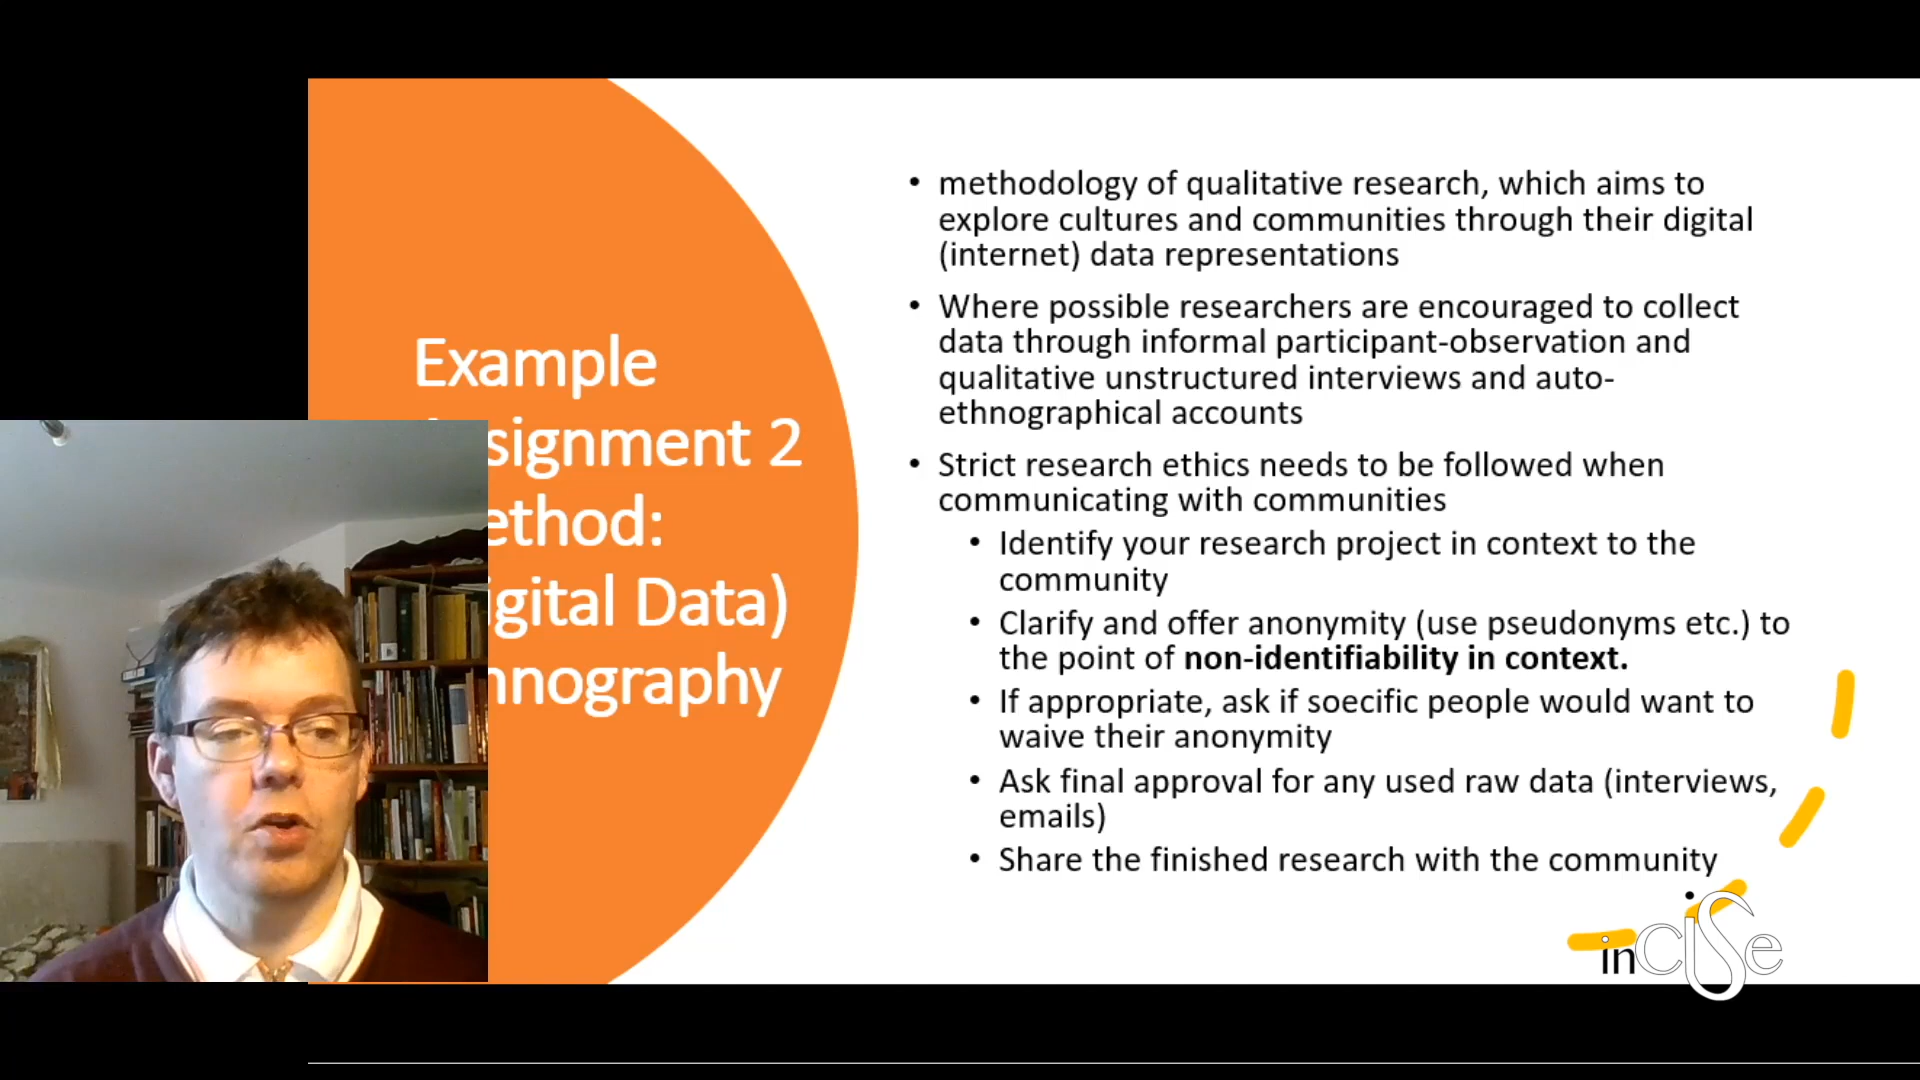 Example
signment 2
ethod:
igital Data)
hnography
• methodology of qualitative research, which aims to
explore cultures and communities through their digital
(internet) data representations
• Where possible researchers are encouraged to collect
data through informal participant-observation and
qualitative unstructured interviews and auto-
ethnographical accounts
• Strict research ethics needs to be followed when
communicating with communities
• Identify your research project in context to the
community
• Clarify and offer anonymity (use pseudonyms etc.) to
the point of non-identifiability in context.
• If appropriate, ask if soecific people would want to
waive their anonymity
• Ask final approval for any used raw data (interviews,
emails)
• Share the finished research with the community
inCiSe